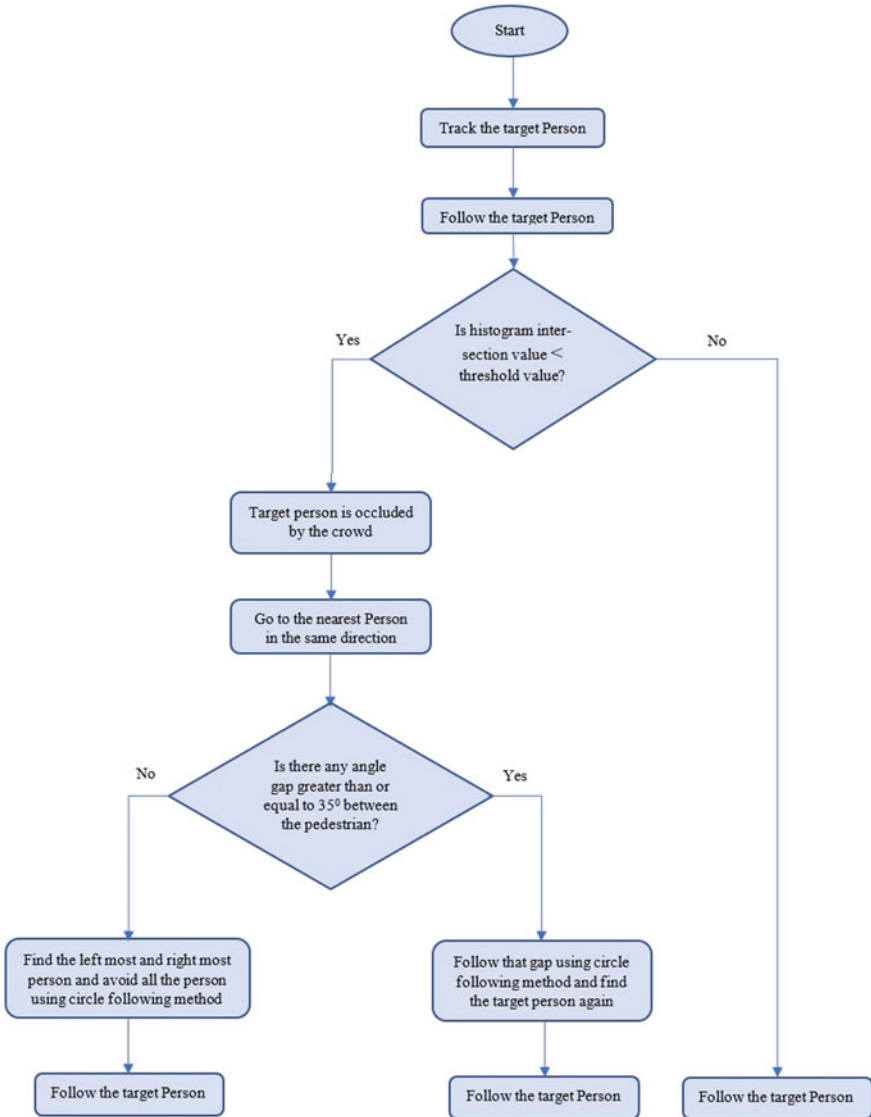 Start
Track the target Person
Follow the target Person
Is histogram inter-
section value <
threshold value?
Yes
No
Target person is occluded
by the crowd
Go to the nearest Person
in the same direction
Is there any angle
gap greater than or
equal to 35⁰ between
the pedestrian?
No
Yes
Find the left most and right most
person and avoid all the person
using circle following method
Follow that gap using circle
following method and find
the target person again
Follow the target Person
Follow the target Person
Follow the target Person